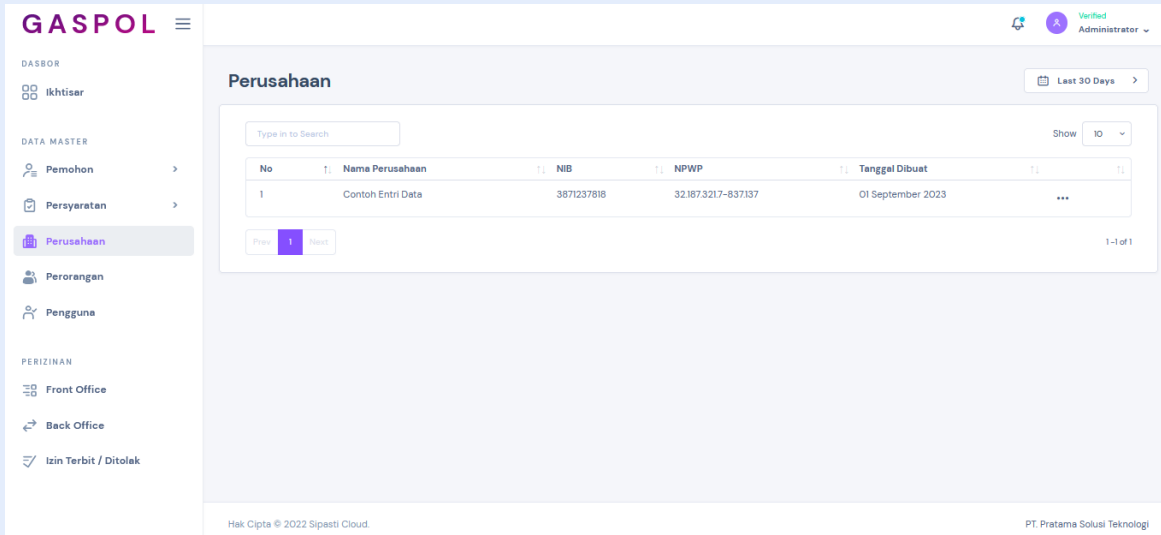 GASPOL
DASBOR
Ikhtisar
DATA MASTER
Pemohon
Persyaratan
Perusahaan
Perorangan
Pengguna
PERIZINAN
Front Office
Back Office
Izin Terbit / Ditolak
Verified
Administrator
Perusahaan
Last 30 Days
Type in to Search
Show 10
No Nama Perusahaan NIB NPWP Tanggal Dibuat
1 Contoh Entri Data 3871237818 32.187.321.7-837.137 01 September 2023
Prev 1 Next
1-1 of 1
Hak Cipta © 2022 Sipasti Cloud.
PT. Pratama Solusi Teknologi